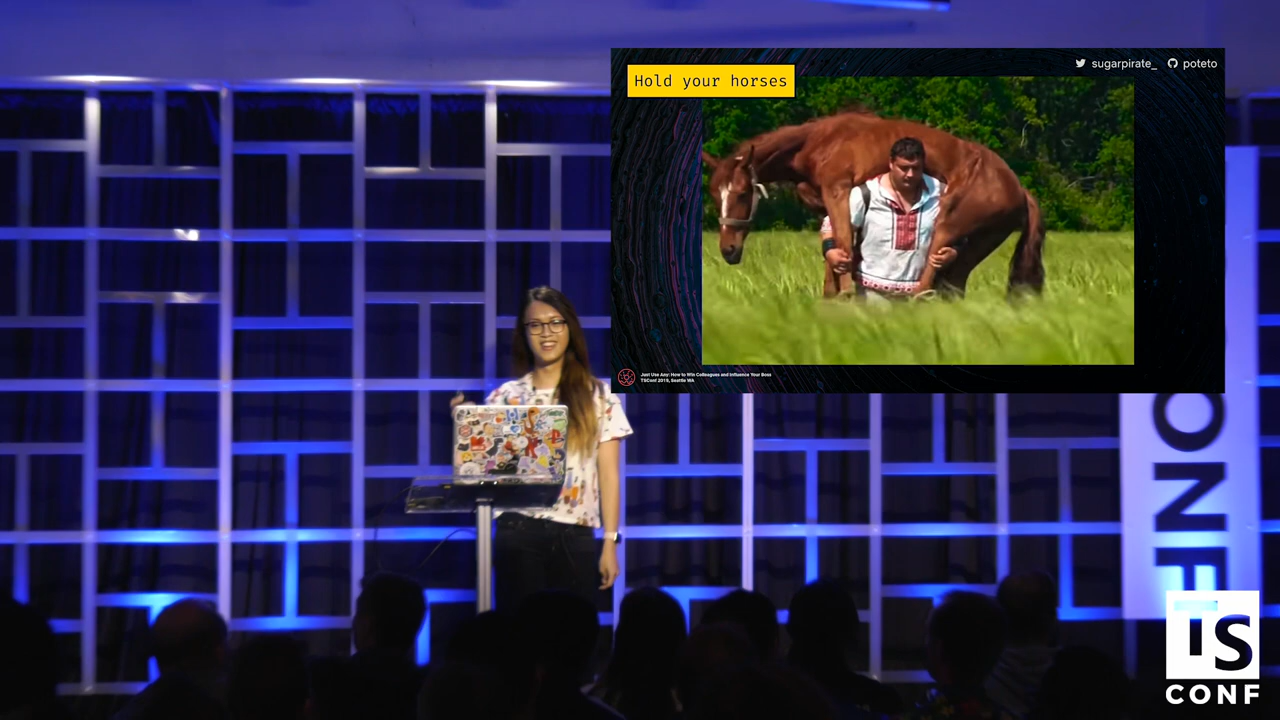 Hold your horses
sugarpirate_ poteto
Just Use Any: How to Win Colleagues and Influence Your Boss
TSConf 2019, Seattle WA
ONF
TS
CONF